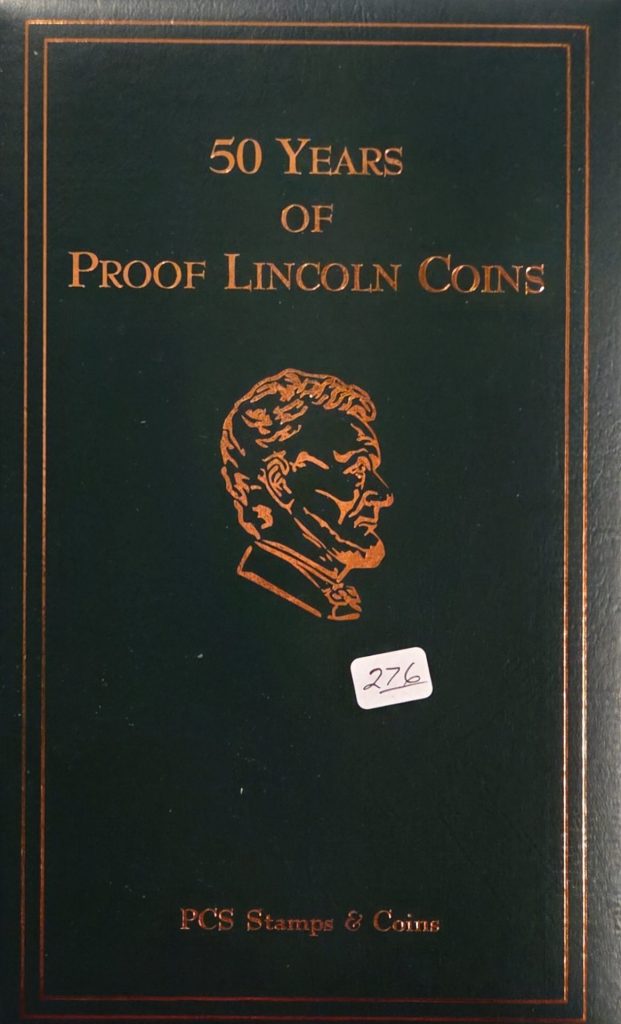 50 YEARS
OF
PROOF LINCOLN COINS
276
PCS Stamps & Coins